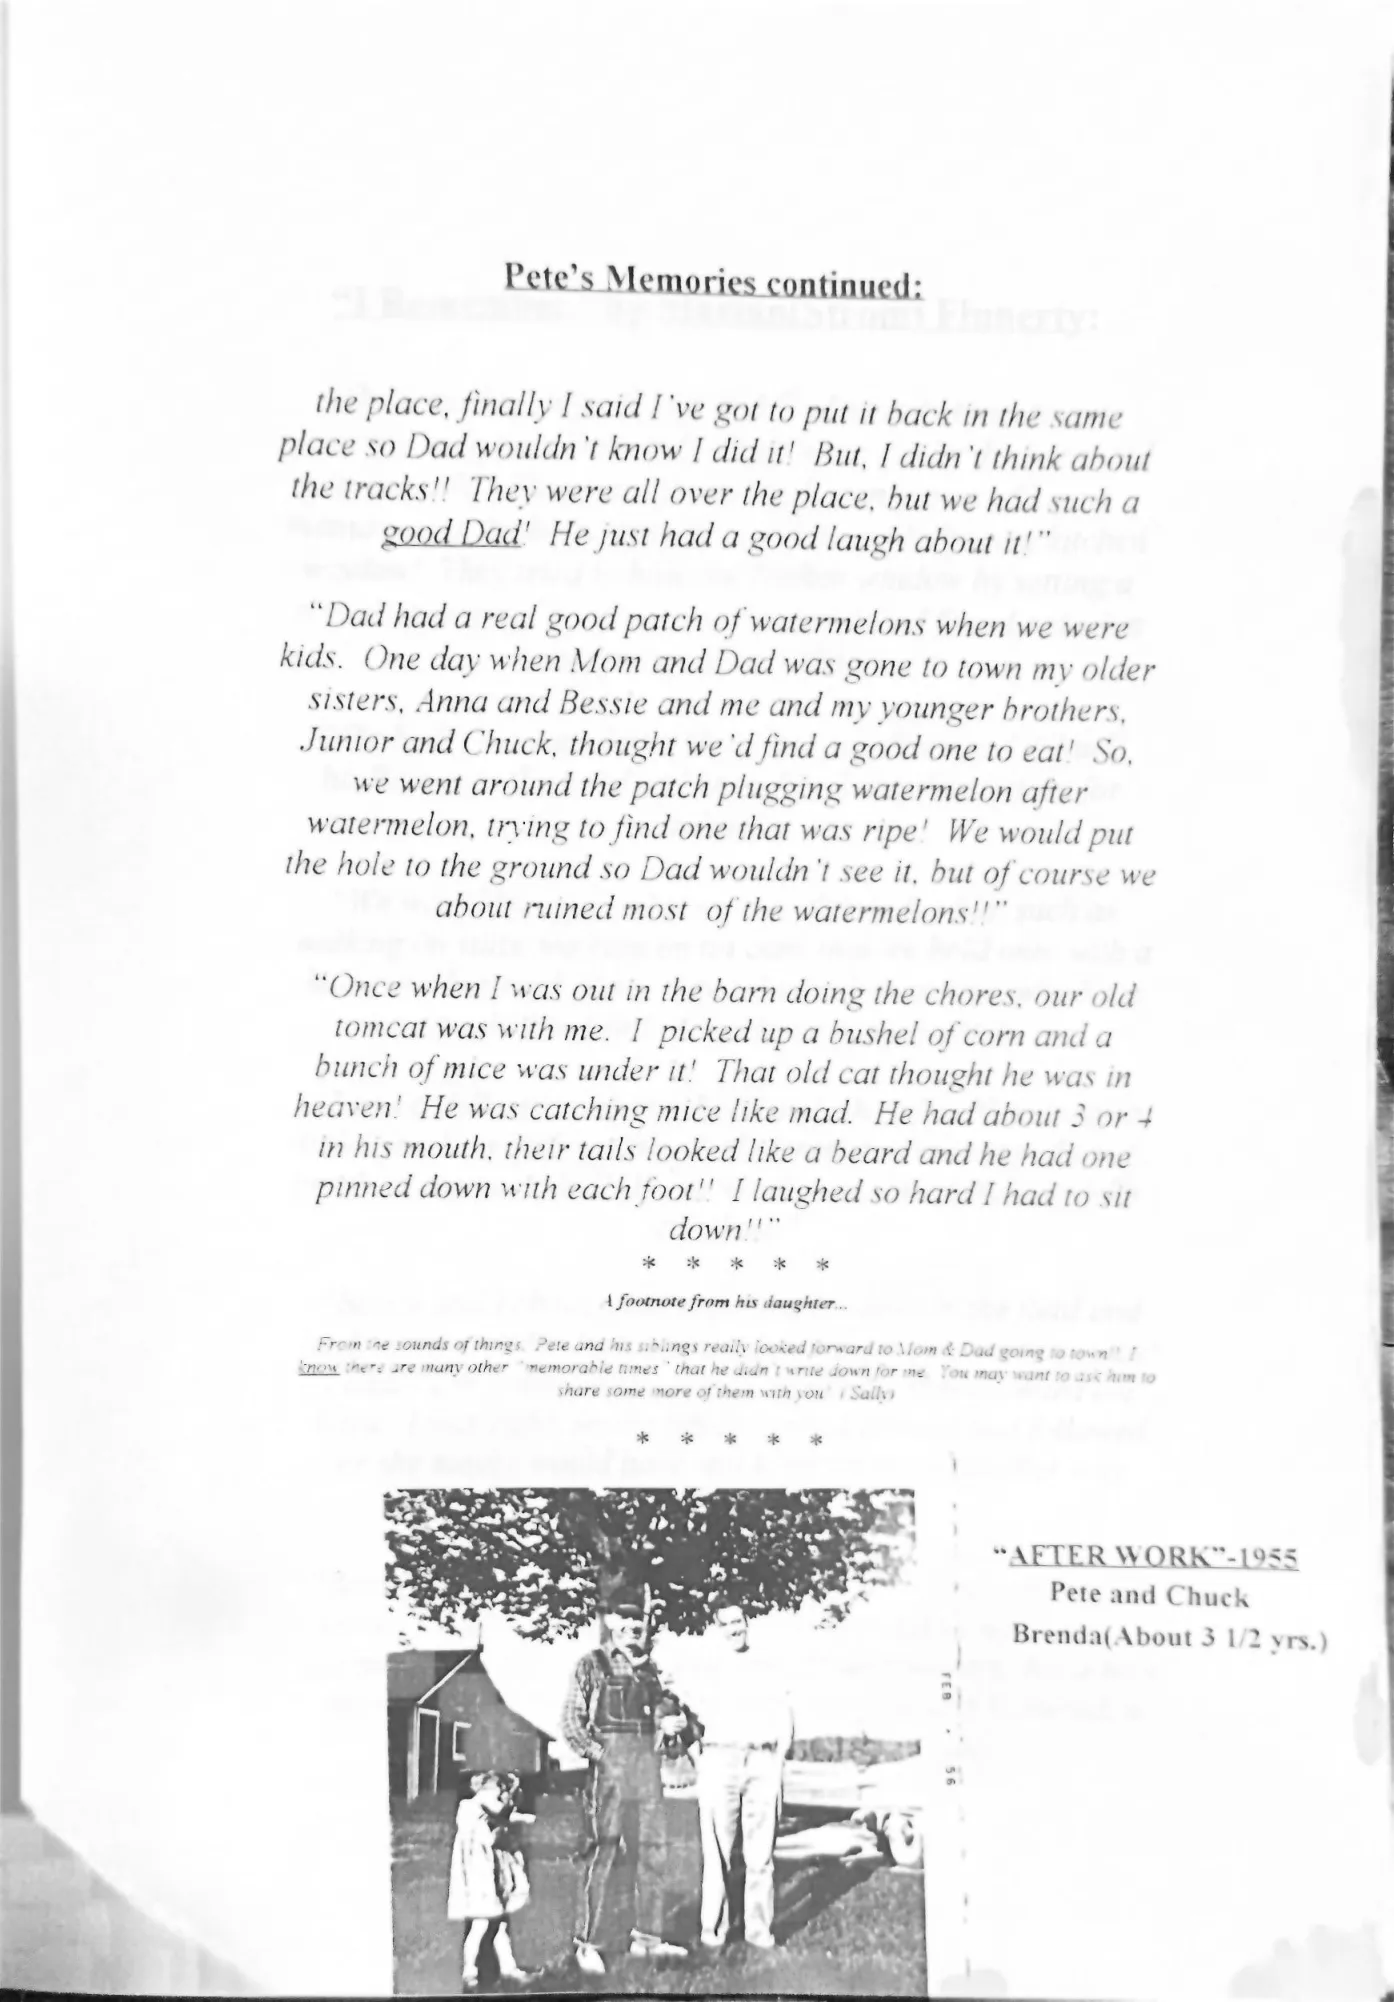 Pete's Memories continued:
the place, finally I said I've got to put it back in the same
place so Dad wouldn't know I did it! But, I didn't think about
the tracks!! They were all over the place, but we had such a
good Dad! He just had a good laugh about it!"
"Dad had a real good patch of watermelons when we were
kids. One day when Mom and Dad was gone to town my older
sisters, Anna and Bessie and me and my younger brothers,
Junior and Chuck, thought we'd find a good one to eat! So,
we went around the patch plugging watermelon after
watermelon, trying to find one that was ripe! We would put
the hole to the ground so Dad wouldn't see it, but of course we
about ruined most of the watermelons!!"
"Once when I was out in the barn doing the chores, our old
tomcat was with me. I picked up a bushel of corn and a
bunch of mice was under it! That old cat thought he was in
heaven! He was catching mice like mad. He had about 3 or 4
in his mouth, their tails looked like a beard and he had one
pinned down with each foot!! I laughed so hard I had to sit
down!!"
* * * * *
A footnote from his daughter...
From the sounds of things, Pete and his siblings really looked forward to Mom & Dad going to town!! I
know there are many other "memorable times" that he didn't write down for me. You may want to ask him to
share some more of them with you! (Sally)
* * * * *
"AFTER WORK"-1955
Pete and Chuck
Brenda(About 3 1/2 yrs.)
FEB . 56